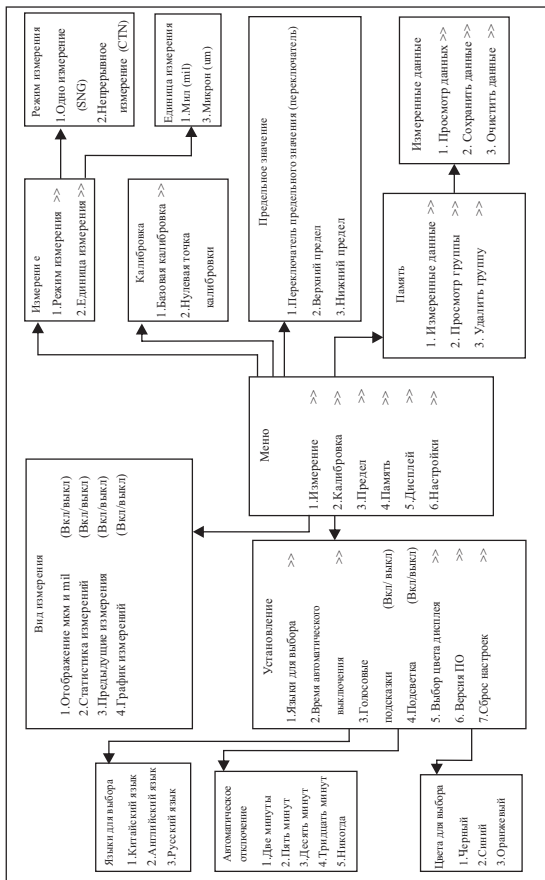 Режим измерения
1.Одно измерение
(SNG)
2.Непрерывное
измерение (CTN)
Единица измерения
1.Мил (mil)
3.Микрон (um)
Измерени е
1.Режим измерения >>
2.Единица измерения >>
Калибровка
1.Базовая калибровка >>
2.Нулевая точка
калибровки
Предельное значение
1.Переключатель предельного значения (переключатель)
2.Верхний предел
3.Нижний предел
Измеренные данные
1. Просмотр данных >>
2. Сохранить данные >>
3. Очистить данные >>
Память
1. Измеренные данные >>
2. Просмотр группы >>
3. Удалить группу >>
Меню
1.Измерение >>
2.Калибровка >>
3.Предел >>
4.Память >>
5.Дисплей >>
6.Настройки >>
Вид измерения
1.Отображение мкм и mil (Вкл/выкл)
2.Статистика измерений (Вкл/выкл)
3.Предыдущие измерения (Вкл/выкл)
4.График измерений (Вкл/выкл)
Установление
1.Языки для выбора >>
2.Время автоматического
выключения >>
3.Голосовые
подсказки (Вкл/ выкл)
4.Подсветка (Вкл/выкл)
5. Выбор цвета дисплея >>
6. Версия ПО >>
7.Сброс настроек >>
Языки для выбора
1.Китайский язык
2.Английский язык
3.Русский язык
Автоматическое
отключение
1.Две минуты
2.Пять минут
3.Десять минут
4.Тридцать минут
5.Никогда
Цвета для выбора
1.Черный
2.Синий
3.Оранжевый